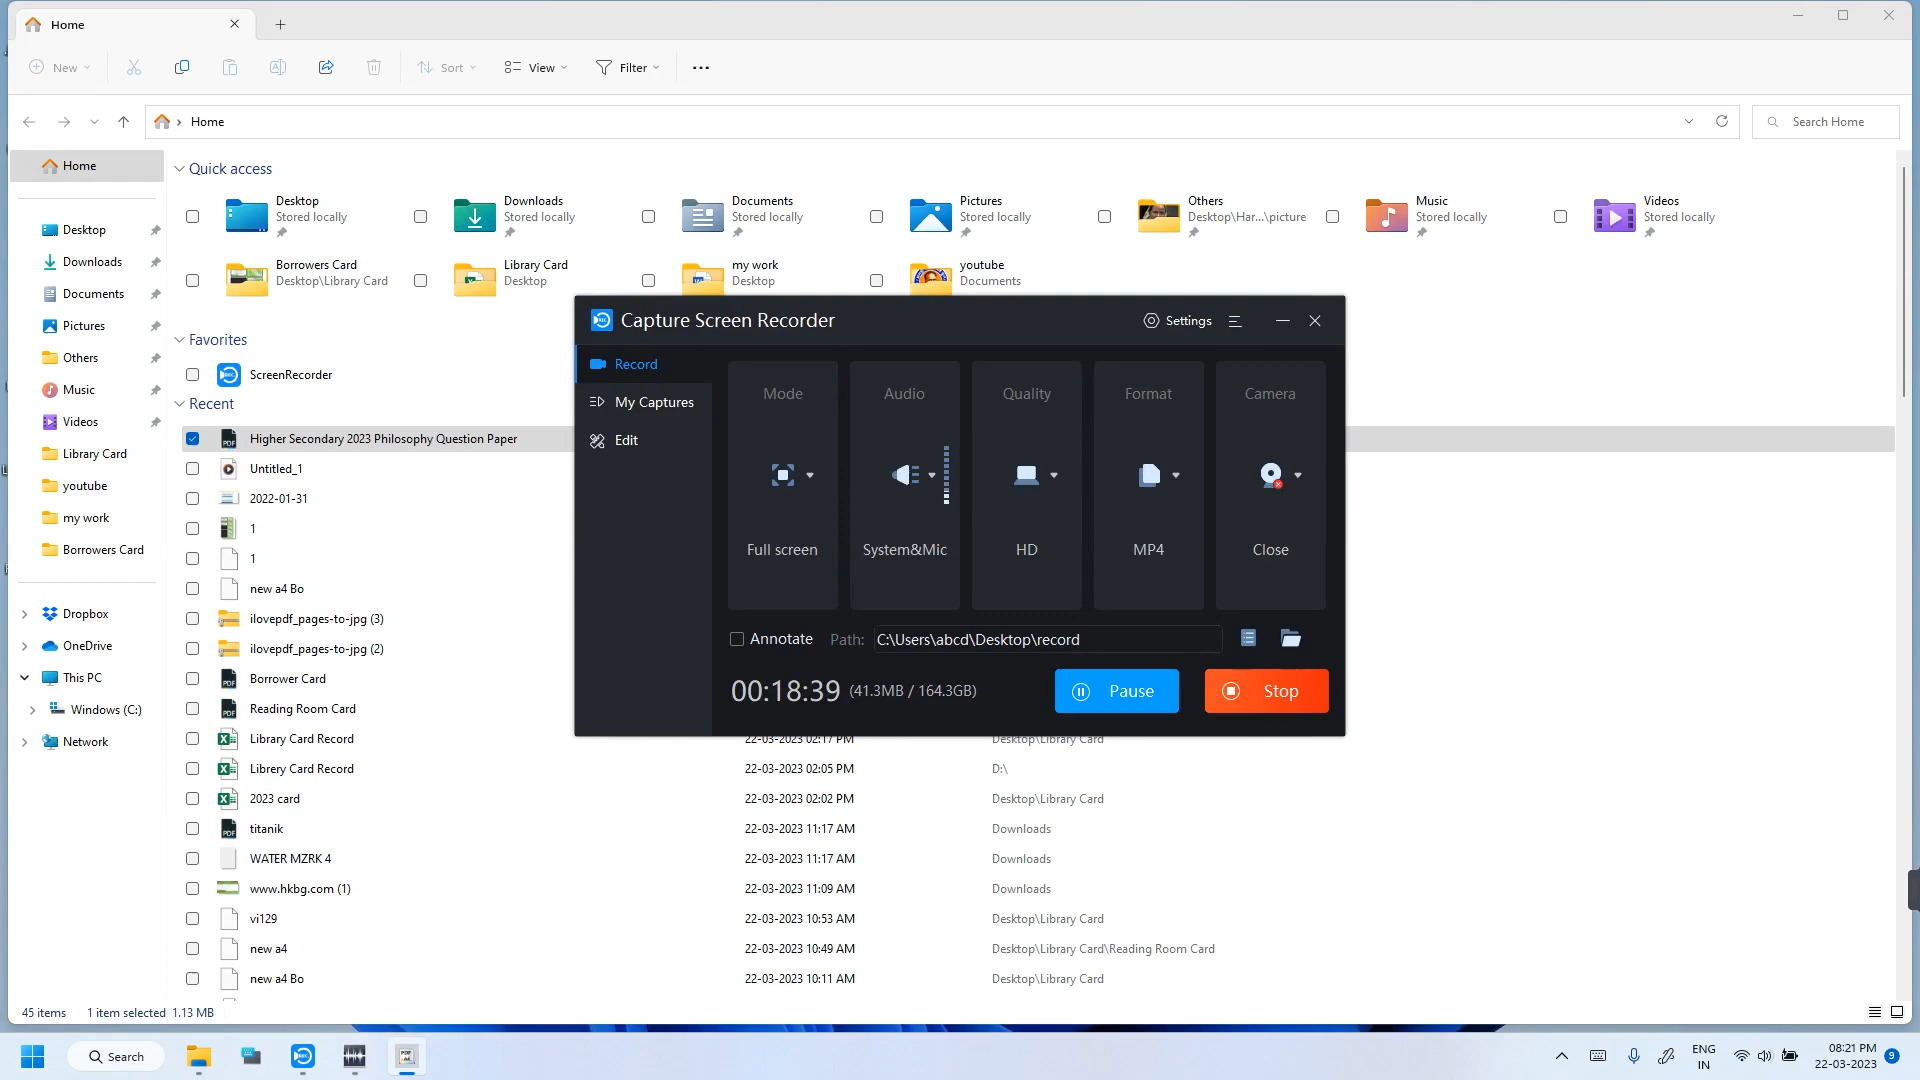 Home
New
Sort
View
Filter
Home
Search Home
Home
Desktop
Downloads
Documents
Pictures
Others
Music
Videos
Library Card
youtube
my work
Borrowers Card
Dropbox
OneDrive
This PC
Windows (C:)
Network
Quick access
Desktop
Stored locally
Downloads
Stored locally
Documents
Stored locally
Pictures
Stored locally
Others
Desktop\Har...\picture
Music
Stored locally
Videos
Stored locally
Borrowers Card
Desktop\Library Card
Library Card
Desktop
my work
Desktop
youtube
Documents
Favorites
ScreenRecorder
Recent
Higher Secondary 2023 Philosophy Question Paper
Untitled_1
2022-01-31
1
1
new a4 Bo
ilovepdf_pages-to-jpg (3)
ilovepdf_pages-to-jpg (2)
Borrower Card
Reading Room Card
Library Card Record 22-03-2023 02:17 PM Desktop\Library Card
Librery Card Record 22-03-2023 02:05 PM D:\
2023 card 22-03-2023 02:02 PM Desktop\Library Card
titanik 22-03-2023 11:17 AM Downloads
WATER MZRK 4 22-03-2023 11:17 AM Downloads
www.hkbg.com (1) 22-03-2023 11:09 AM Downloads
vi129 22-03-2023 10:53 AM Desktop\Library Card
new a4 22-03-2023 10:49 AM Desktop\Library Card\Reading Room Card
new a4 Bo 22-03-2023 10:11 AM Desktop\Library Card
Capture Screen Recorder
Settings
Record
My Captures
Edit
Mode
Full screen
Audio
System&Mic
Quality
HD
Format
MP4
Camera
Close
Annotate Path: C:\Users\abcd\Desktop\record
00:18:39 (41.3MB / 164.3GB)
Pause
Stop
45 items 1 item selected 1.13 MB
Search
ENG
IN
08:21 PM
22-03-2023
9